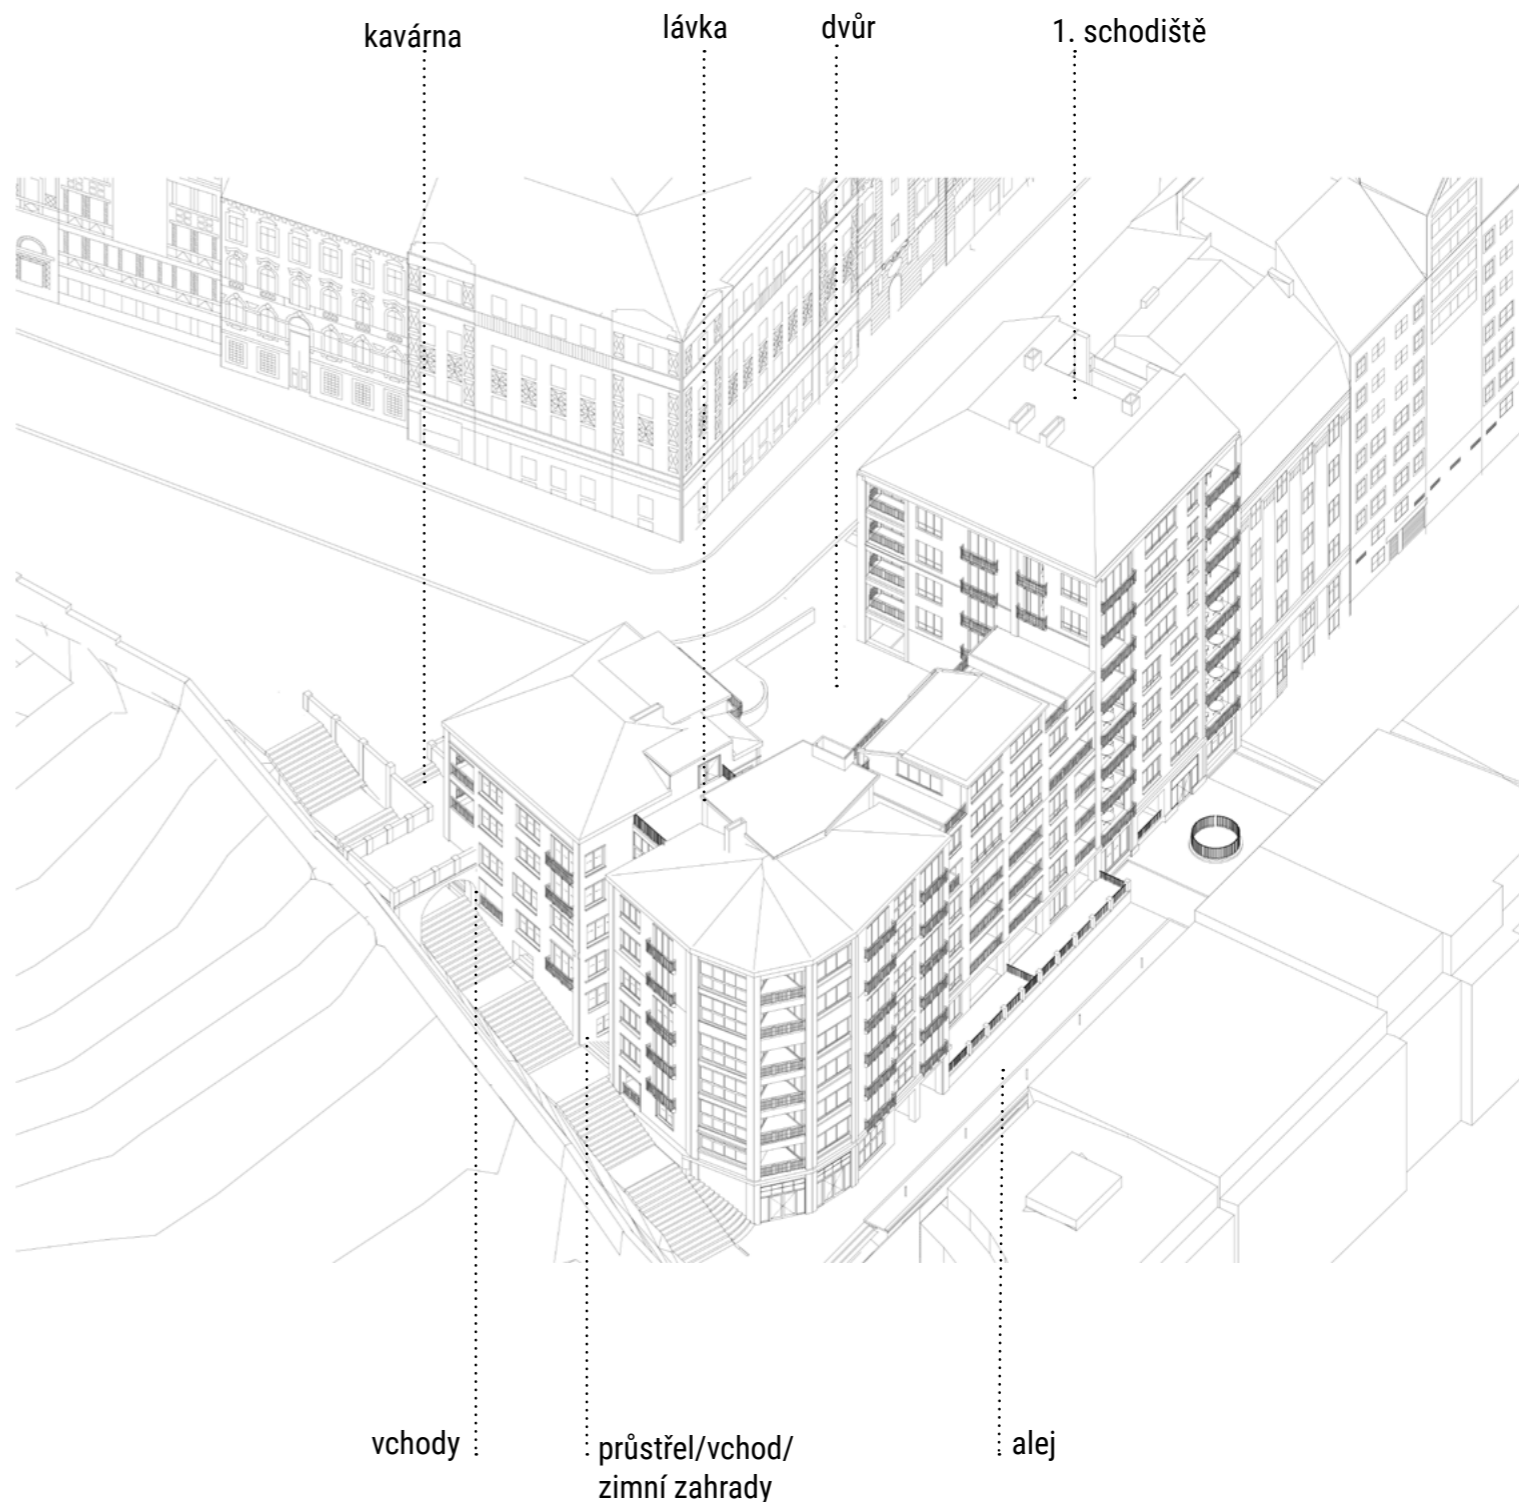 kavárna
lávka
dvůr
1. schodiště
vchody
průstřel/vchod/
zimní zahrady
alej